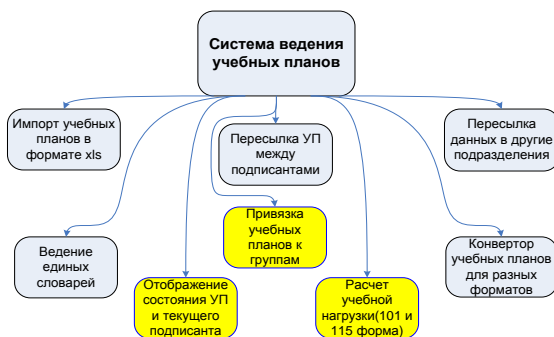 Система ведения
учебных планов
Импорт учебных
планов в
формате xls
Пересылка УП
между
подписантами
Пересылка
данных в другие
подразделения
Привязка
учебных
планов к
группам
Ведение
единых
словарей
Отображение
состояния УП
и текущего
подписанта
Расчет
учебной
нагрузки(101 и
115 форма)
Конвертор
учебных планов
для разных
форматов